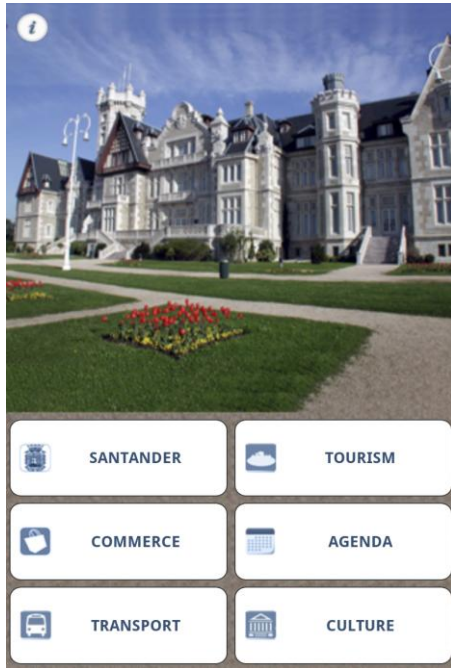 i
SANTANDER
TOURISM
COMMERCE
AGENDA
TRANSPORT
CULTURE